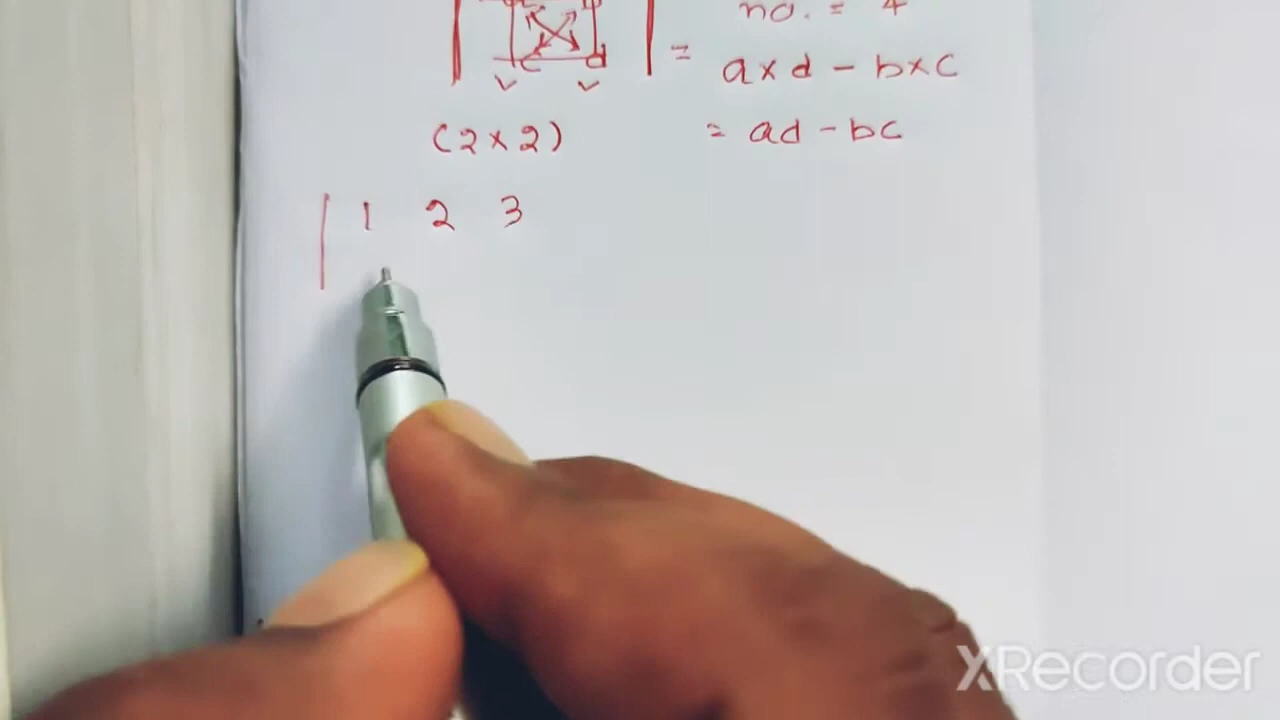 no. = 4
| c d | = a×d – b×c
(2×2) = ad – bc
| 1 2 3
XRecorder